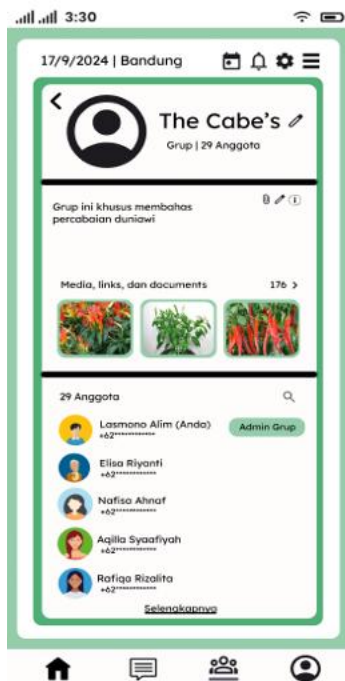 3:30
17/9/2024 | Bandung
The Cabe's
Grup | 29 Anggota
Grup ini khusus membahas
percabaian duniawi
Media, links, dan documents 176 >
29 Anggota
Lasmono Alim (Anda) Admin Grup
+62************
Elisa Riyanti
+62************
Nafisa Ahnaf
+62************
Aqilla Syaafiyah
+62************
Rafiqa Rizalita
+62************
Selengkapnya